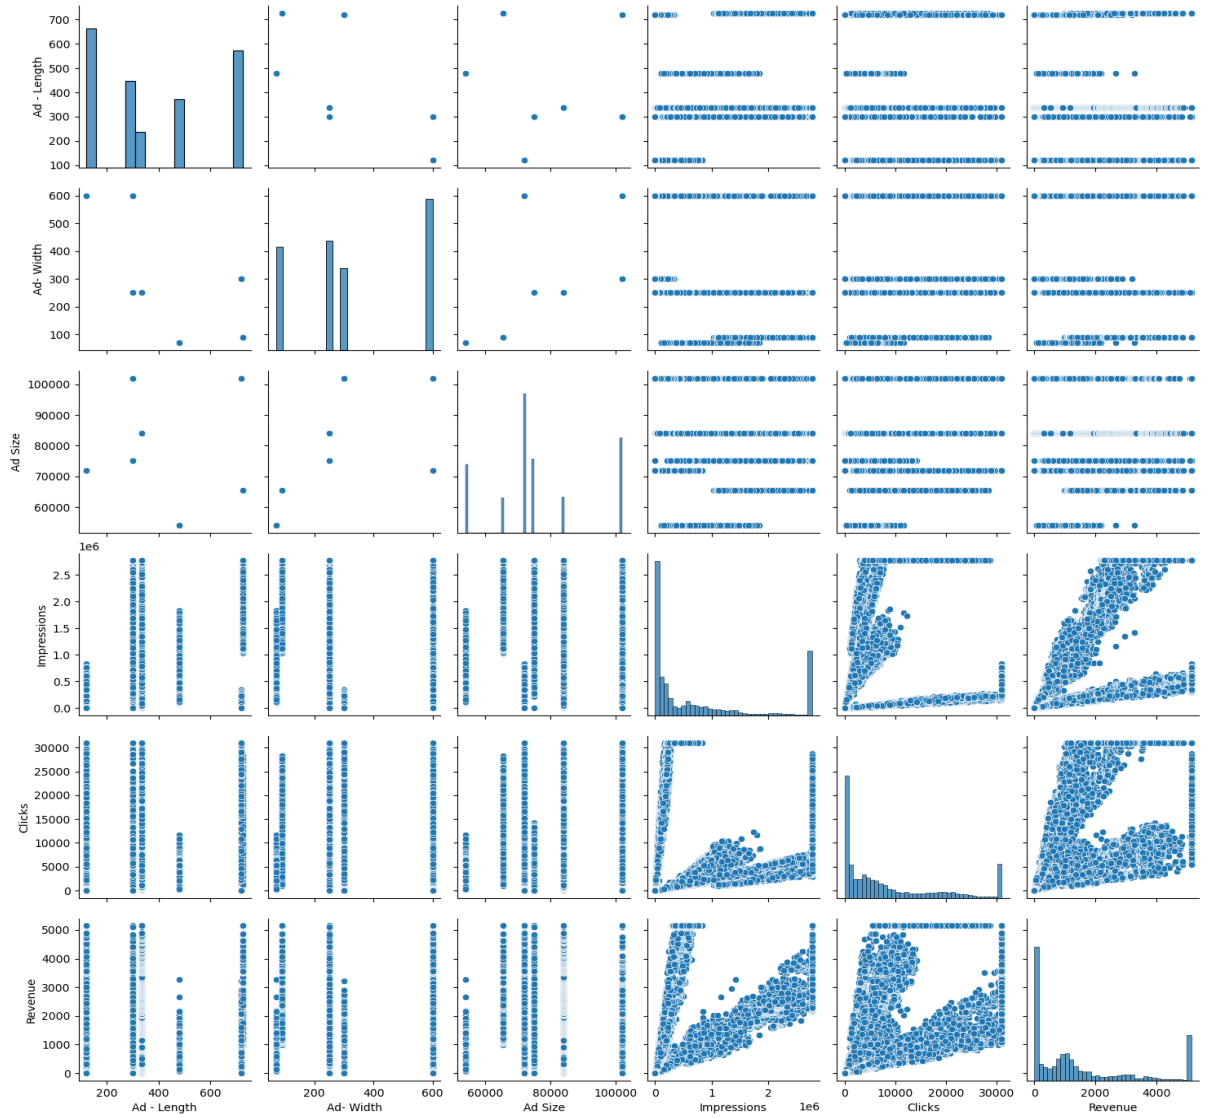 700
600
500
400
300
200
100
Ad - Length
600
500
400
300
200
100
Ad- Width
100000
90000
80000
70000
60000
Ad Size
1e6
2.5
2.0
1.5
1.0
0.5
0.0
Impressions
30000
25000
20000
15000
10000
5000
0
Clicks
5000
4000
3000
2000
1000
0
Revenue
200 400 600
Ad - Length
200 400 600
Ad- Width
60000 80000 100000
Ad Size
0 1 2
1e6
Impressions
0 10000 20000 30000
Clicks
0 2000 4000
Revenue